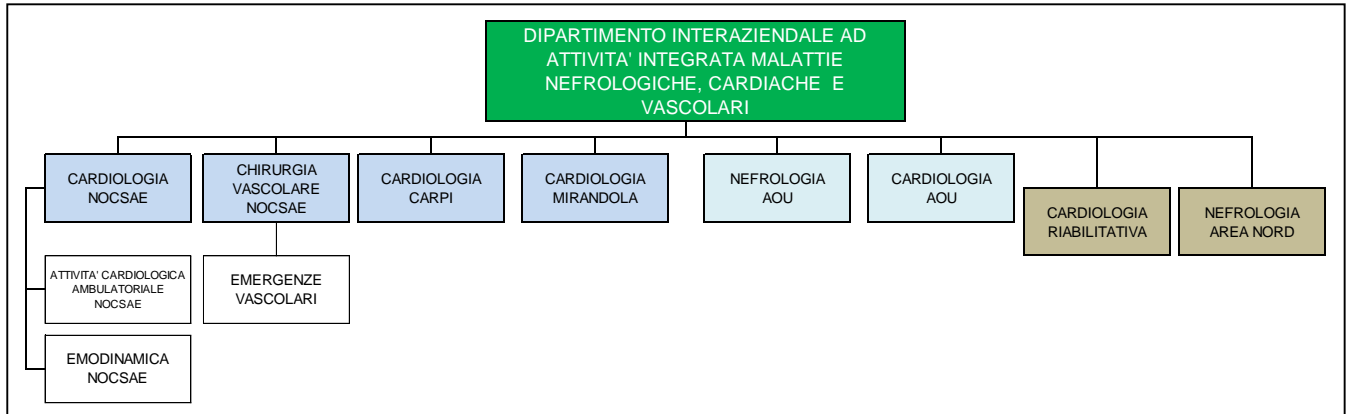 DIPARTIMENTO INTERAZIENDALE AD
ATTIVITA' INTEGRATA MALATTIE
NEFROLOGICHE, CARDIACHE E
VASCOLARI
CARDIOLOGIA
NOCSAE
CHIRURGIA
VASCOLARE
NOCSAE
CARDIOLOGIA
CARPI
CARDIOLOGIA
MIRANDOLA
NEFROLOGIA
AOU
CARDIOLOGIA
AOU
CARDIOLOGIA
RIABILITATIVA
NEFROLOGIA
AREA NORD
ATTIVITA' CARDIOLOGICA
AMBULATORIALE
NOCSAE
EMERGENZE
VASCOLARI
EMODINAMICA
NOCSAE